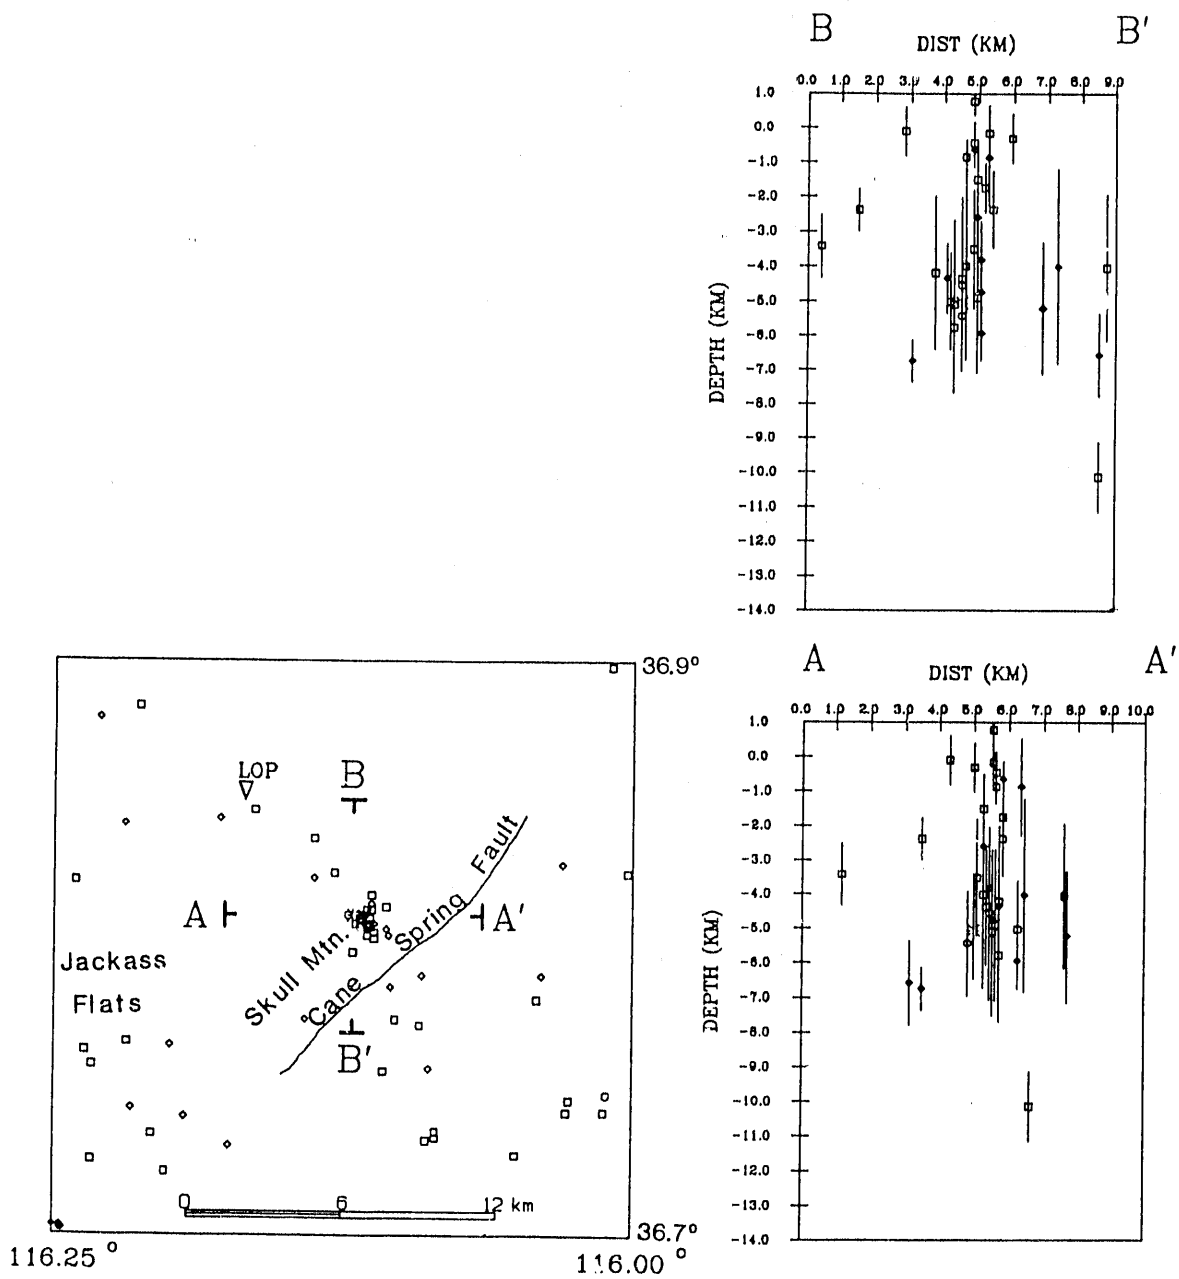 B
B'
DIST (KM)
0.0 1.0 2.0 3.0 4.0 5.0 6.0 7.0 8.0 9.0
1.0
0.0
-1.0
-2.0
-3.0
-4.0
-5.0
-6.0
-7.0
-8.0
-9.0
-10.0
-11.0
-12.0
-13.0
-14.0
DEPTH (KM)
A
A'
DIST (KM)
0.0 1.0 2.0 3.0 4.0 5.0 6.0 7.0 8.0 9.0 10.0
1.0
0.0
-1.0
-2.0
-3.0
-4.0
-5.0
-6.0
-7.0
-8.0
-9.0
-10.0
-11.0
-12.0
-13.0
-14.0
DEPTH (KM)
36.9°
LOP
B
A
A'
Skull Mtn.
Cane Spring Fault
Jackass
Flats
B'
0 6 12 km
36.7°
116.25°
116.00°